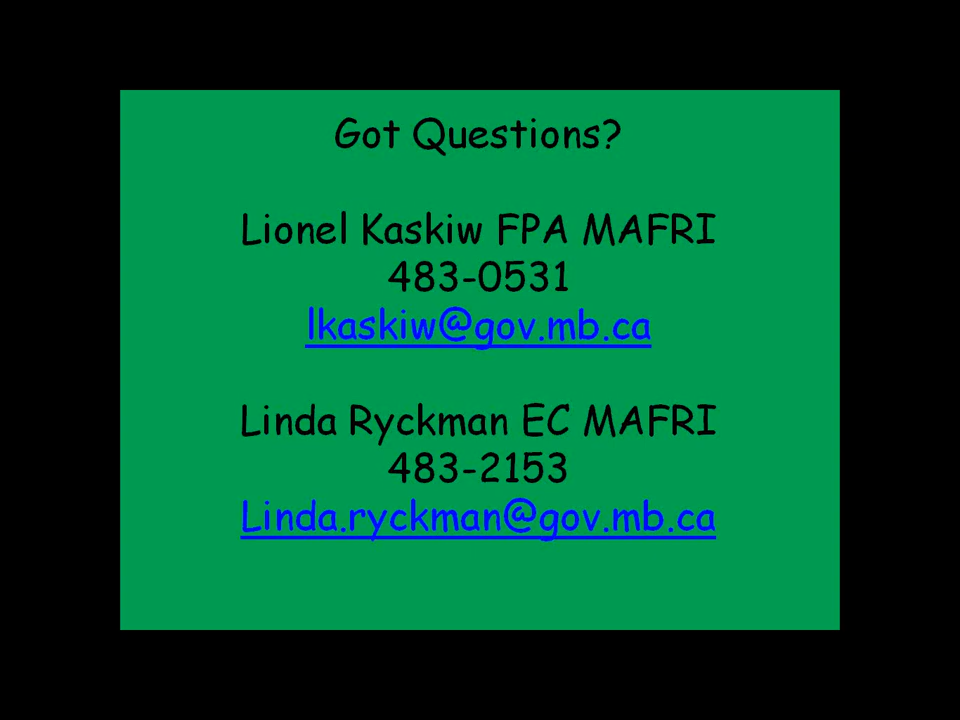 Got Questions?
Lionel Kaskiw FPA MAFRI
483-0531
lkaskiw@gov.mb.ca
Linda Ryckman EC MAFRI
483-2153
Linda.ryckman@gov.mb.ca